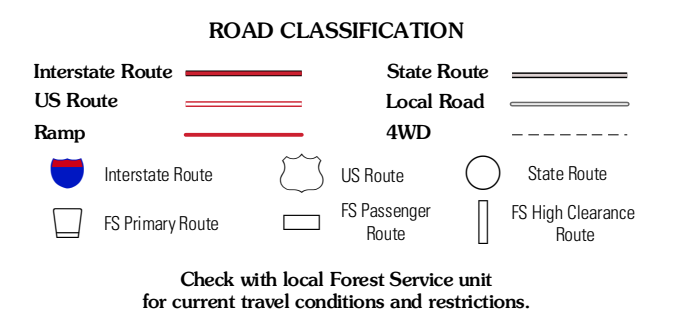 ROAD CLASSIFICATION
Interstate Route
State Route
US Route
Local Road
Ramp
4WD
Interstate Route
US Route
State Route
FS Primary Route
FS Passenger
Route
FS High Clearance
Route
Check with local Forest Service unit
for current travel conditions and restrictions.